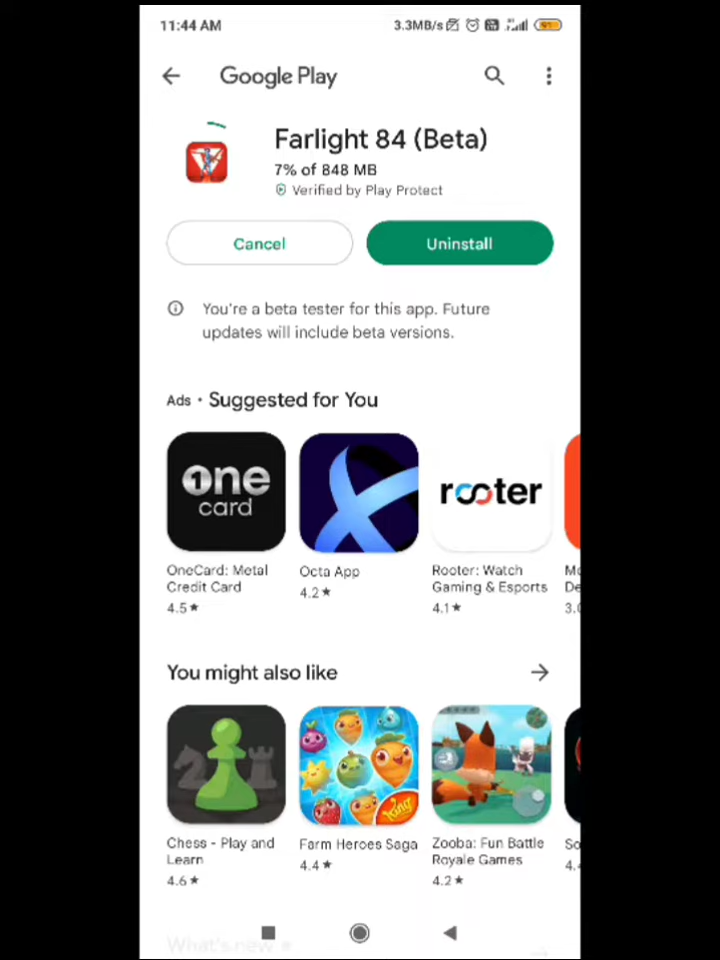 11:44 AM
3.3MB/s
Google Play
Farlight 84 (Beta)
7% of 848 MB
Verified by Play Protect
Cancel
Uninstall
You're a beta tester for this app. Future
updates will include beta versions.
Ads • Suggested for You
one
card
rooter
OneCard: Metal
Credit Card
4.5★
Octa App
4.2★
Rooter: Watch
Gaming & Esports
4.1★
You might also like
King
Chess - Play and
Learn
4.6★
Farm Heroes Saga
4.4★
Zooba: Fun Battle
Royale Games
4.2★
What's new